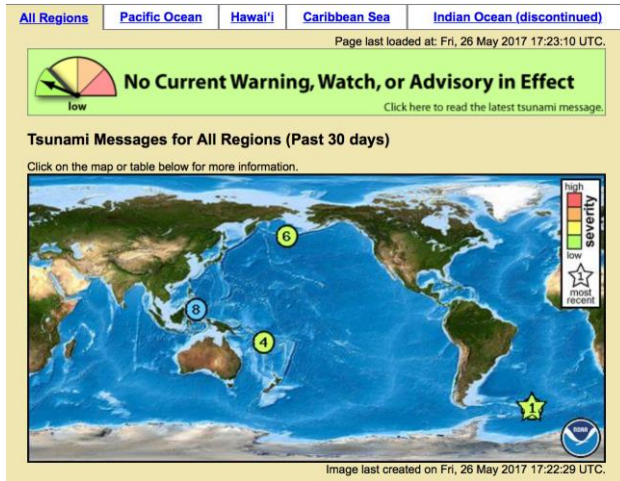 All Regions
Pacific Ocean
Hawai‘i
Caribbean Sea
Indian Ocean (discontinued)
Page last loaded at: Fri, 26 May 2017 17:23:10 UTC.
No Current Warning, Watch, or Advisory in Effect
low
Click here to read the latest tsunami message.
Tsunami Messages for All Regions (Past 30 days)
Click on the map or table below for more information.
high
severity
low
1
most
recent
6
8
4
1
NOAA
Image last created on Fri, 26 May 2017 17:22:29 UTC.